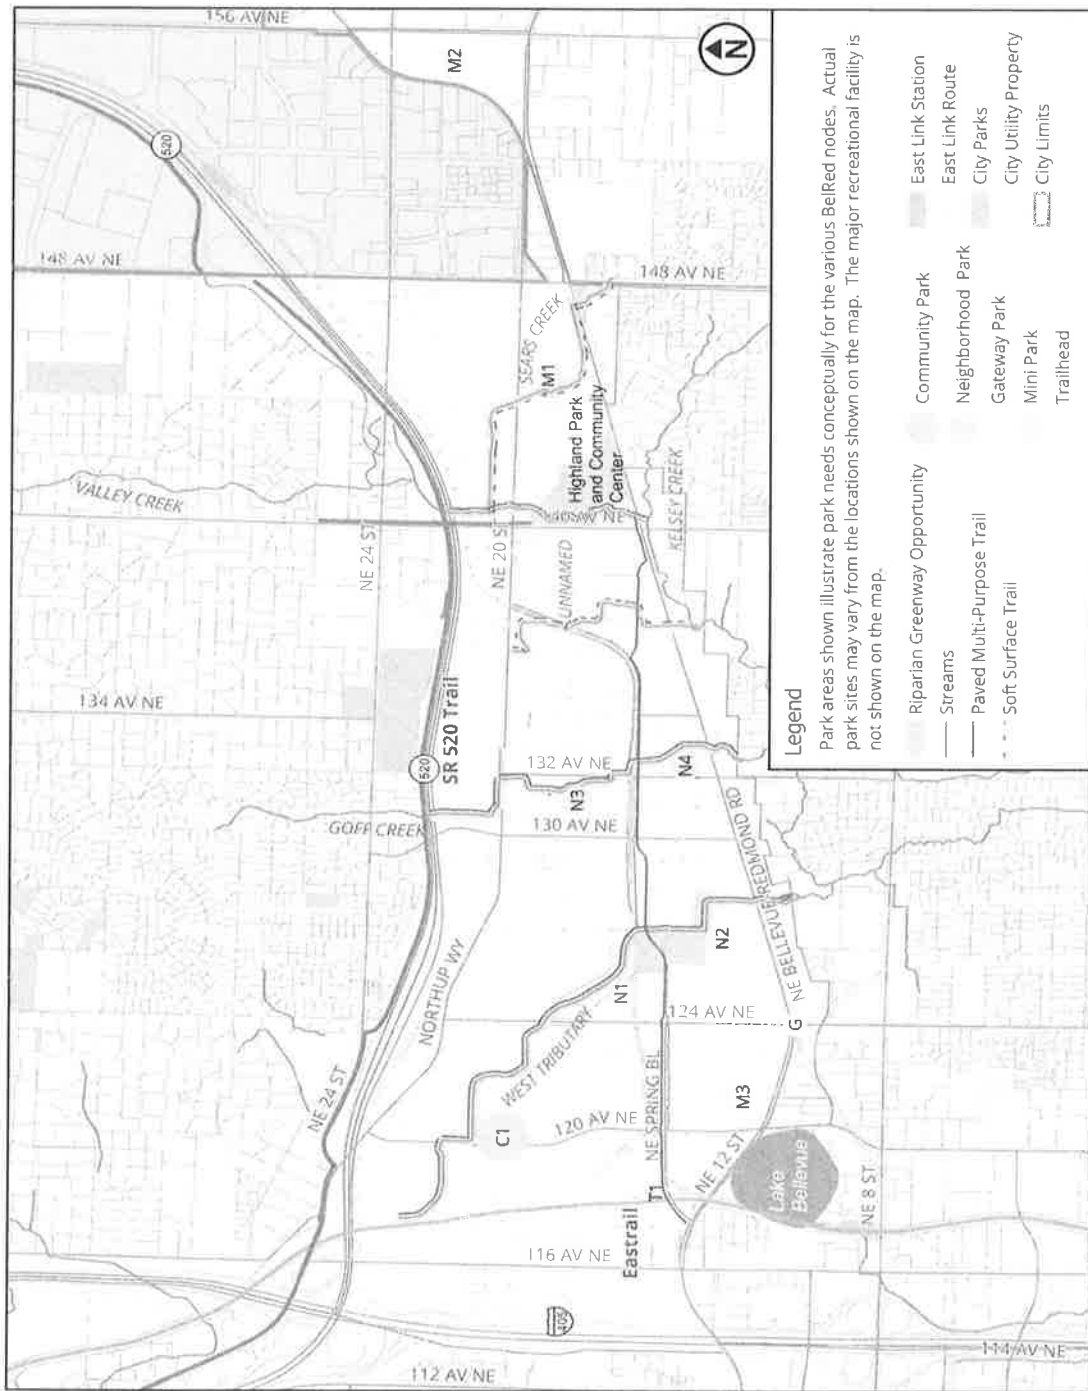 156 AV NE
M2
N
520
148 AV NE
148 AV NE
SEARS CREEK
M1
Highland Park
and Community
Center
VALLEY CREEK
NE 24 ST
NE 20 ST
UNNAMED
KELSEY CREEK
134 AV NE
SR 520 Trail
520
132 AV NE
N3
N4
GOFF CREEK
130 AV NE
NE BELLEVUE-REDMOND RD
NORTHUP WY
N1
N2
124 AV NE
G
WEST TRIBUTARY
NE 24 ST
C1
120 AV NE
NE SPRING BL
M3
NE 12 ST
T1
Lake
Bellevue
NE 8 ST
Eastrail
116 AV NE
405
112 AV NE
114 AV NE
Legend
Park areas shown illustrate park needs conceptually for the various BelRed nodes. Actual
park sites may vary from the locations shown on the map. The major recreational facility is
not shown on the map.
Riparian Greenway Opportunity
Streams
Paved Multi-Purpose Trail
Soft Surface Trail
Community Park
Neighborhood Park
Gateway Park
Mini Park
Trailhead
East Link Station
East Link Route
City Parks
City Utility Property
City Limits